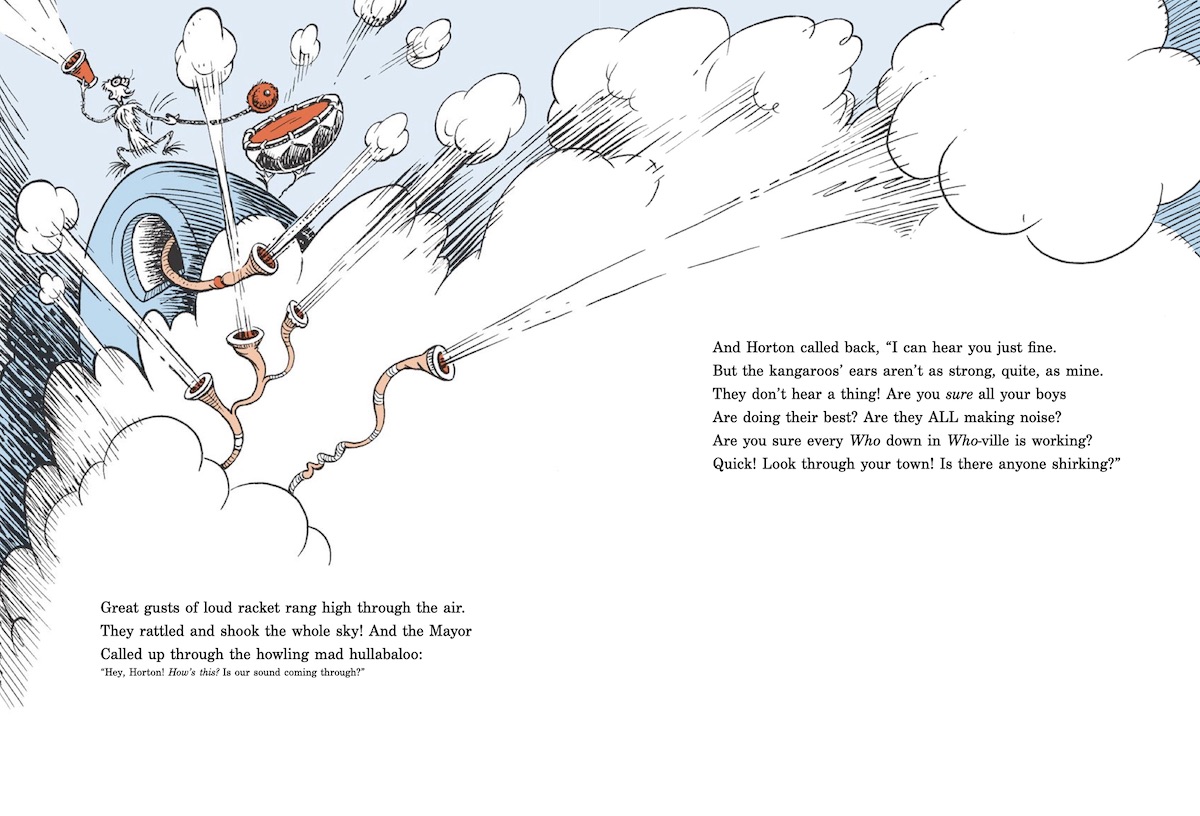 Great gusts of loud racket rang high through the air.
They rattled and shook the whole sky! And the Mayor
Called up through the howling mad hullabaloo:
“Hey, Horton! How’s this? Is our sound coming through?”
And Horton called back, “I can hear you just fine.
But the kangaroos’ ears aren’t as strong, quite, as mine.
They don’t hear a thing! Are you sure all your boys
Are doing their best? Are they ALL making noise?
Are you sure every Who down in Who-ville is working?
Quick! Look through your town! Is there anyone shirking?”